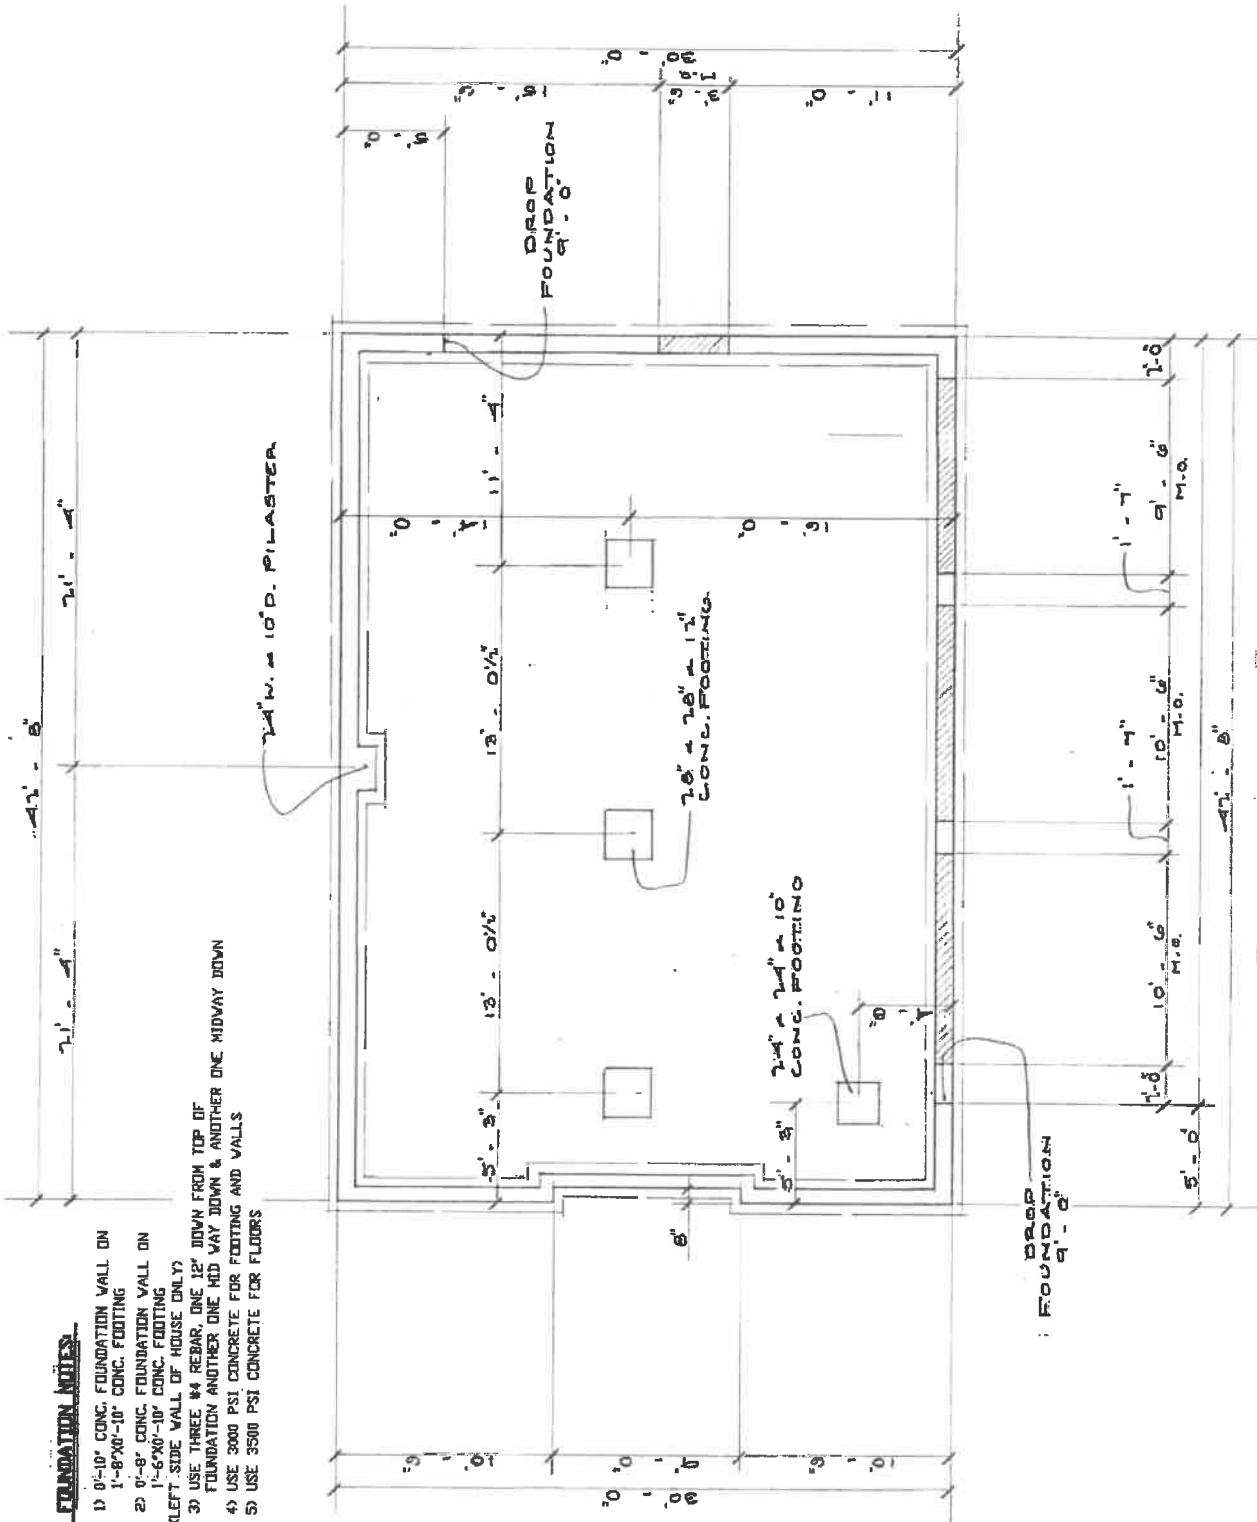 FOUNDATION NOTES:
1) 0'-10" CONC. FOUNDATION WALL ON
1'-8"X0'-10" CONC. FOOTING
2) 0'-8" CONC. FOUNDATION WALL ON
1'-6"X0'-10" CONC. FOOTING
(LEFT SIDE WALL OF HOUSE ONLY)
3) USE THREE #4 REBAR, ONE 12" DOWN FROM TOP OF
FOUNDATION ANOTHER ONE MID WAY DOWN & ANOTHER ONE MIDWAY DOWN
4) USE 3000 PSI CONCRETE FOR FOOTING AND WALLS
5) USE 3500 PSI CONCRETE FOR FLOORS
42' - 8"
21' - 4"
21' - 4"
24" W. x 10" D. PILASTER
DROP
FOUNDATION
9' - 0"
30' - 0"
3' - 6"
11' - 0"
5' - 3"
13' - 0½"
13' - 0½"
11' - 4"
14' - 0"
16' - 0"
28" x 28" x 12"
CONC. FOOTING
24" x 24" x 10"
CONC. FOOTING
5' - 3"
8"
DROP
FOUNDATION
9' - 0"
10' - 6"
9' - 0"
10' - 6"
30' - 0"
5' - 0"
2'-0"
10' - 6"
M.O.
1' - 7"
10' - 6"
M.O.
1' - 7"
9' - 6"
M.O.
2'-0"
42' - 8"